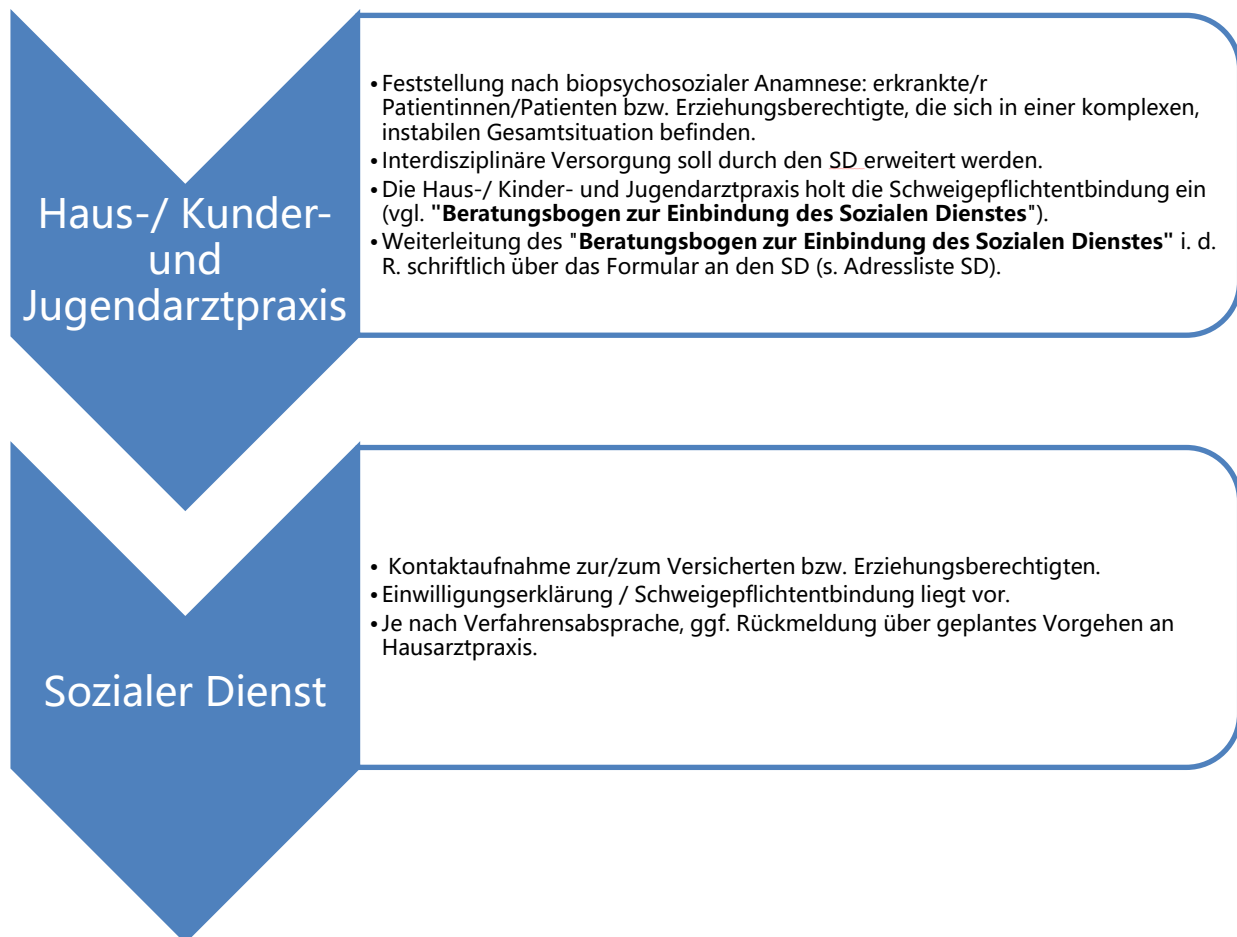 Haus-/ Kunder-
und
Jugendarztpraxis
• Feststellung nach biopsychosozialer Anamnese: erkrankte/r
Patientinnen/Patienten bzw. Erziehungsberechtigte, die sich in einer komplexen,
instabilen Gesamtsituation befinden.
• Interdisziplinäre Versorgung soll durch den SD erweitert werden.
• Die Haus-/ Kinder- und Jugendarztpraxis holt die Schweigepflichtentbindung ein
(vgl. "Beratungsbogen zur Einbindung des Sozialen Dienstes").
• Weiterleitung des "Beratungsbogen zur Einbindung des Sozialen Dienstes" i. d.
R. schriftlich über das Formular an den SD (s. Adressliste SD).
Sozialer Dienst
• Kontaktaufnahme zur/zum Versicherten bzw. Erziehungsberechtigten.
• Einwilligungserklärung / Schweigepflichtentbindung liegt vor.
• Je nach Verfahrensabsprache, ggf. Rückmeldung über geplantes Vorgehen an
Hausarztpraxis.